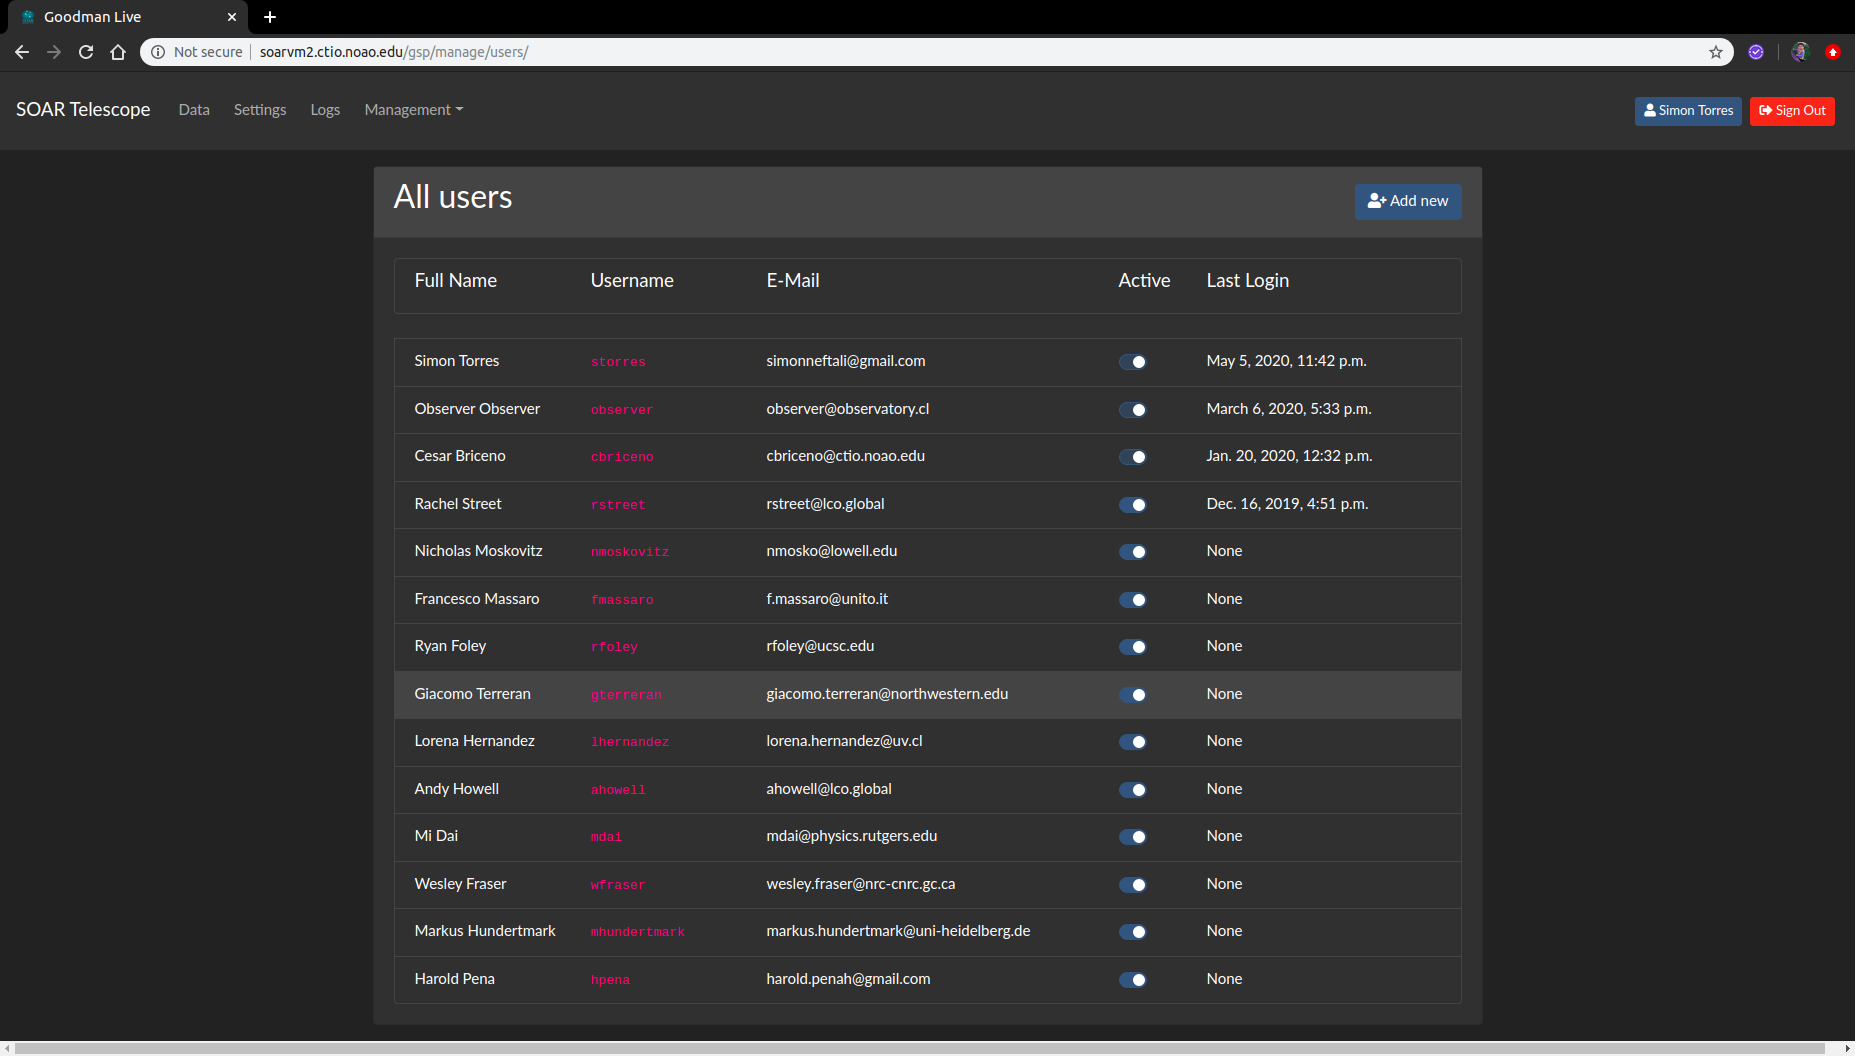 Goodman Live
Not secure soarvm2.ctio.noao.edu/gsp/manage/users/
SOAR Telescope Data Settings Logs Management Simon Torres Sign Out
All users Add new
Full Name Username E-Mail Active Last Login
Simon Torres storres simonneftali@gmail.com May 5, 2020, 11:42 p.m.
Observer Observer observer observer@observatory.cl March 6, 2020, 5:33 p.m.
Cesar Briceno cbriceno cbriceno@ctio.noao.edu Jan. 20, 2020, 12:32 p.m.
Rachel Street rstreet rstreet@lco.global Dec. 16, 2019, 4:51 p.m.
Nicholas Moskovitz nmoskovitz nmosko@lowell.edu None
Francesco Massaro fmassaro f.massaro@unito.it None
Ryan Foley rfoley rfoley@ucsc.edu None
Giacomo Terreran gterreran giacomo.terreran@northwestern.edu None
Lorena Hernandez lhernandez lorena.hernandez@uv.cl None
Andy Howell ahowell ahowell@lco.global None
Mi Dai mdai mdai@physics.rutgers.edu None
Wesley Fraser wfraser wesley.fraser@nrc-cnrc.gc.ca None
Markus Hundertmark mhundertmark markus.hundertmark@uni-heidelberg.de None
Harold Pena hpena harold.penah@gmail.com None